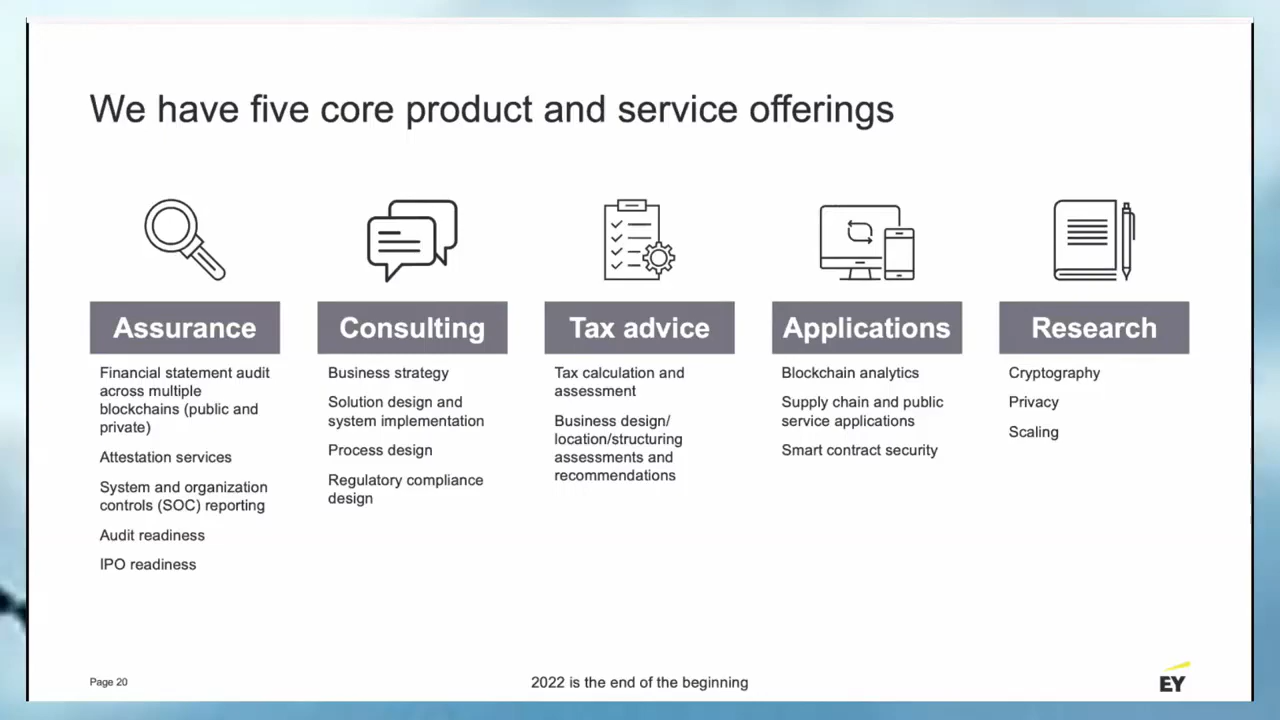 We have five core product and service offerings
Assurance
Financial statement audit
across multiple
blockchains (public and
private)
Attestation services
System and organization
controls (SOC) reporting
Audit readiness
IPO readiness
Consulting
Business strategy
Solution design and
system implementation
Process design
Regulatory compliance
design
Tax advice
Tax calculation and
assessment
Business design/
location/structuring
assessments and
recommendations
Applications
Blockchain analytics
Supply chain and public
service applications
Smart contract security
Research
Cryptography
Privacy
Scaling
Page 20
2022 is the end of the beginning
EY